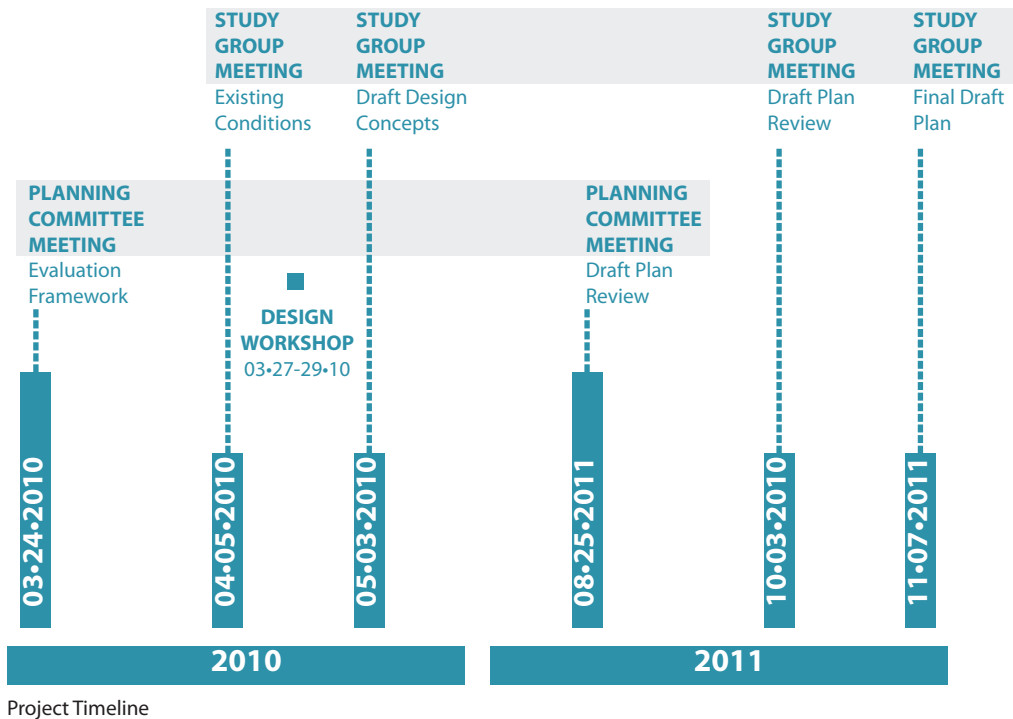 STUDY
GROUP
MEETING
Existing
Conditions
STUDY
GROUP
MEETING
Draft Design
Concepts
STUDY
GROUP
MEETING
Draft Plan
Review
STUDY
GROUP
MEETING
Final Draft
Plan
PLANNING
COMMITTEE
MEETING
Evaluation
Framework
DESIGN
WORKSHOP
03•27-29•10
PLANNING
COMMITTEE
MEETING
Draft Plan
Review
03•24•2010
04•05•2010
05•03•2010
08•25•2011
10•03•2010
11•07•2011
2010
2011
Project Timeline